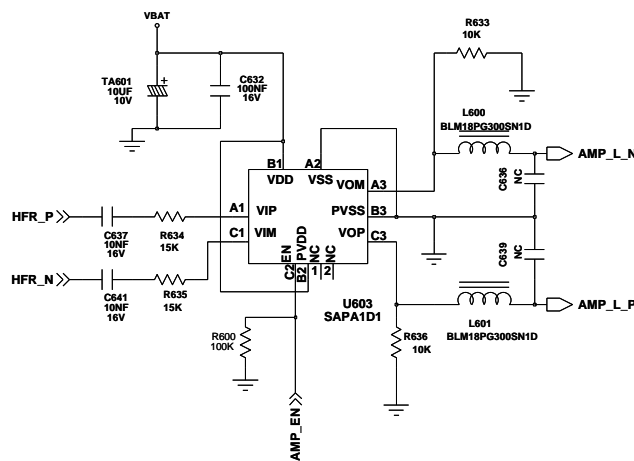 VBAT
R633
10K
TA601
10UF
10V
C632
100NF
16V
L600
BLM18PG300SN1D
AMP_L_N
B1
A2
VDD
VSS
VOM
A3
C636
NC
HFR_P
A1
VIP
PVSS
B3
C637
10NF
16V
R634
15K
C1
VIM
VOP
C3
EN
PVDD
NC
NC
C2
B2
1
2
C639
NC
HFR_N
C641
10NF
16V
R635
15K
U603
SAPA1D1
AMP_L_P
L601
BLM18PG300SN1D
R600
100K
R636
10K
AMP_EN